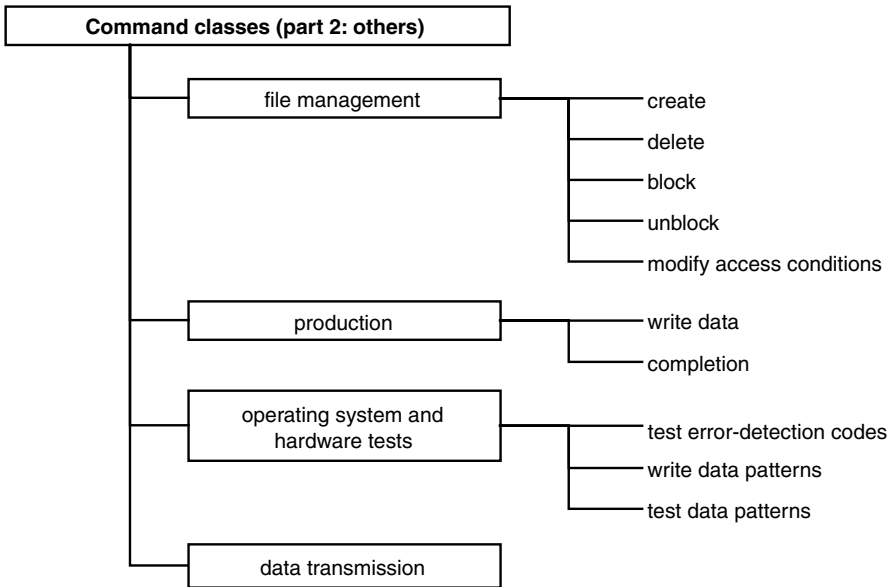 Command classes (part 2: others)
file management
create
delete
block
unblock
modify access conditions
production
write data
completion
operating system and
hardware tests
test error-detection codes
write data patterns
test data patterns
data transmission